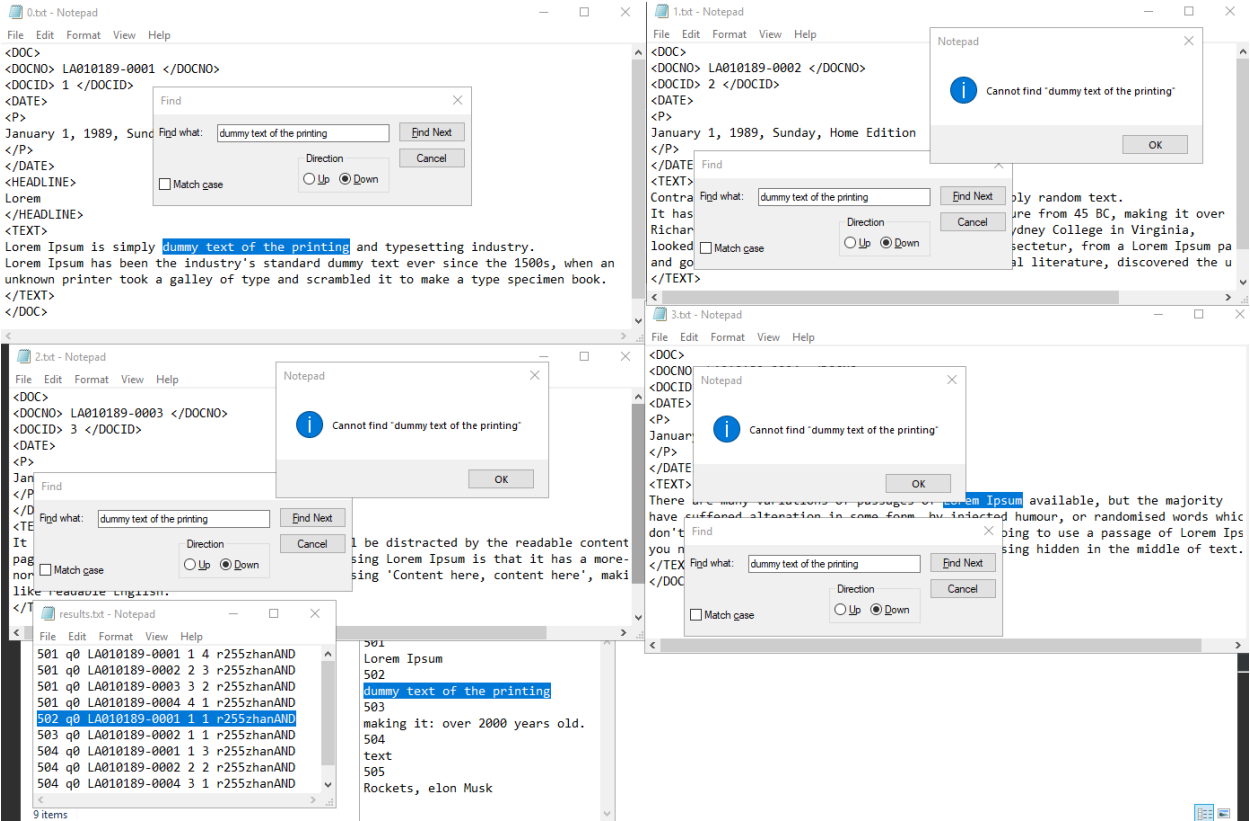 0.txt - Notepad
File Edit Format View Help
<DOC>
<DOCNO> LA010189-0001 </DOCNO>
<DOCID> 1 </DOCID>
<DATE>
<P>
January 1, 1989, Sund
</P>
</DATE>
<HEADLINE>
Lorem
</HEADLINE>
<TEXT>
Lorem Ipsum is simply dummy text of the printing and typesetting industry.
Lorem Ipsum has been the industry's standard dummy text ever since the 1500s, when an
unknown printer took a galley of type and scrambled it to make a type specimen book.
</TEXT>
</DOC>
Find
Find what: dummy text of the printing Find Next
Direction Cancel
Match case Up Down
1.txt - Notepad
File Edit Format View Help
<DOC>
<DOCNO> LA010189-0002 </DOCNO>
<DOCID> 2 </DOCID>
<DATE>
<P>
January 1, 1989, Sunday, Home Edition
</P>
</DATE
<TEXT>
Contra ply random text.
It has ure from 45 BC, making it over
Richar ydney College in Virginia,
looked sectetur, from a Lorem Ipsum pa
and go al literature, discovered the u
</TEXT>
Notepad
Cannot find "dummy text of the printing"
OK
Find
Find what: dummy text of the printing Find Next
Direction Cancel
Match case Up Down
2.txt - Notepad
File Edit Format View Help
<DOC>
<DOCNO> LA010189-0003 </DOCNO>
<DOCID> 3 </DOCID>
<DATE>
<P>
Jan
</P
</D
<TE
It l be distracted by the readable content
pag sing Lorem Ipsum is that it has a more-
nor sing 'Content here, content here', maki
like readable English.
</T
Notepad
Cannot find "dummy text of the printing"
OK
Find
Find what: dummy text of the printing Find Next
Direction Cancel
Match case Up Down
3.txt - Notepad
File Edit Format View Help
<DOC>
<DOCNO
<DOCID
<DATE>
<P>
Januar
</P>
</DATE
<TEXT>
There are many variations of passages of Lorem Ipsum available, but the majority
have suffered alteration in some form, by injected humour, or randomised words whic
don't oing to use a passage of Lorem Ips
you n sing hidden in the middle of text.
</TEX
</DOC
Notepad
Cannot find "dummy text of the printing"
OK
Find
Find what: dummy text of the printing Find Next
Direction Cancel
Match case Up Down
results.txt - Notepad
File Edit Format View Help
501 q0 LA010189-0001 1 4 r255zhanAND
501 q0 LA010189-0002 2 3 r255zhanAND
501 q0 LA010189-0003 3 2 r255zhanAND
501 q0 LA010189-0004 4 1 r255zhanAND
502 q0 LA010189-0001 1 1 r255zhanAND
503 q0 LA010189-0002 1 1 r255zhanAND
504 q0 LA010189-0001 1 3 r255zhanAND
504 q0 LA010189-0002 2 2 r255zhanAND
504 q0 LA010189-0004 3 1 r255zhanAND
9 items
501
Lorem Ipsum
502
dummy text of the printing
503
making it: over 2000 years old.
504
text
505
Rockets, elon Musk